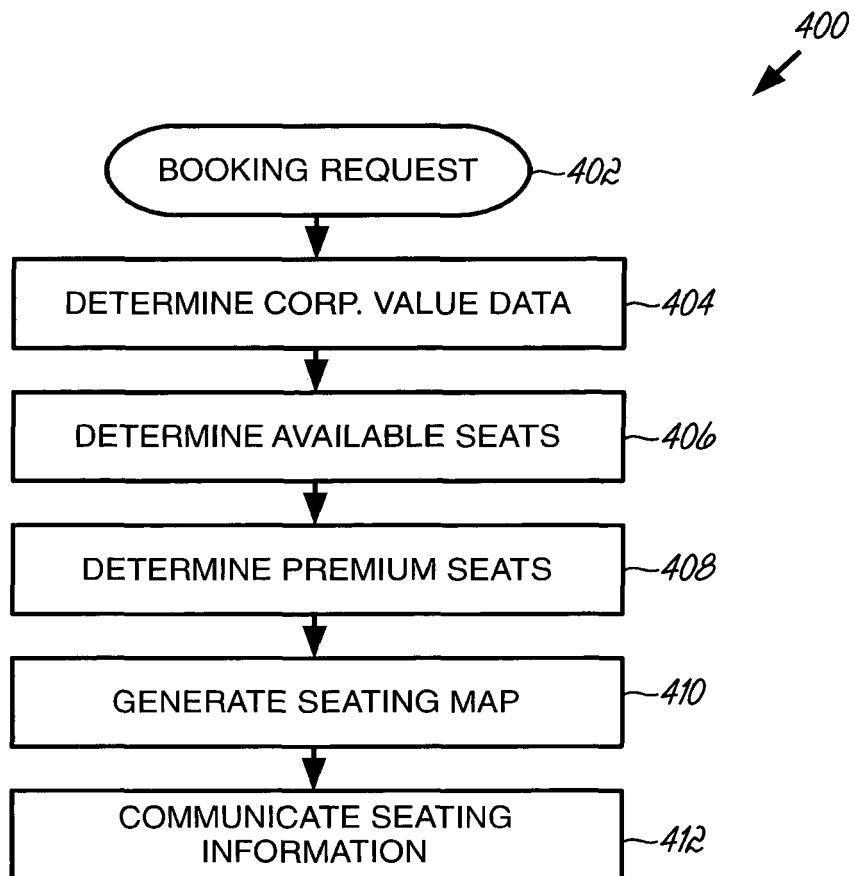 400
BOOKING REQUEST 402
DETERMINE CORP. VALUE DATA 404
DETERMINE AVAILABLE SEATS 406
DETERMINE PREMIUM SEATS 408
GENERATE SEATING MAP 410
COMMUNICATE SEATING
INFORMATION 412